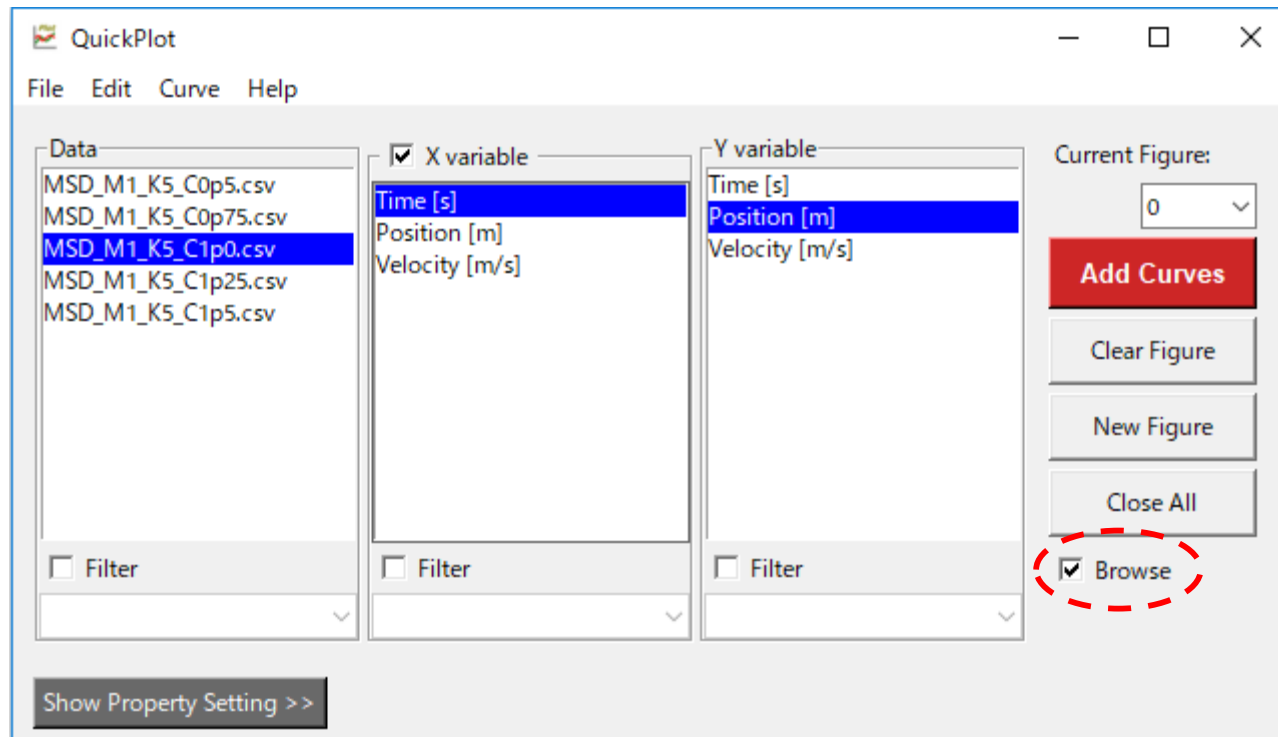 QuickPlot
File Edit Curve Help
Data
MSD_M1_K5_C0p5.csv
MSD_M1_K5_C0p75.csv
MSD_M1_K5_C1p0.csv
MSD_M1_K5_C1p25.csv
MSD_M1_K5_C1p5.csv
Filter
X variable
Time [s]
Position [m]
Velocity [m/s]
Filter
Y variable
Time [s]
Position [m]
Velocity [m/s]
Filter
Current Figure:
0
Add Curves
Clear Figure
New Figure
Close All
Browse
Show Property Setting >>